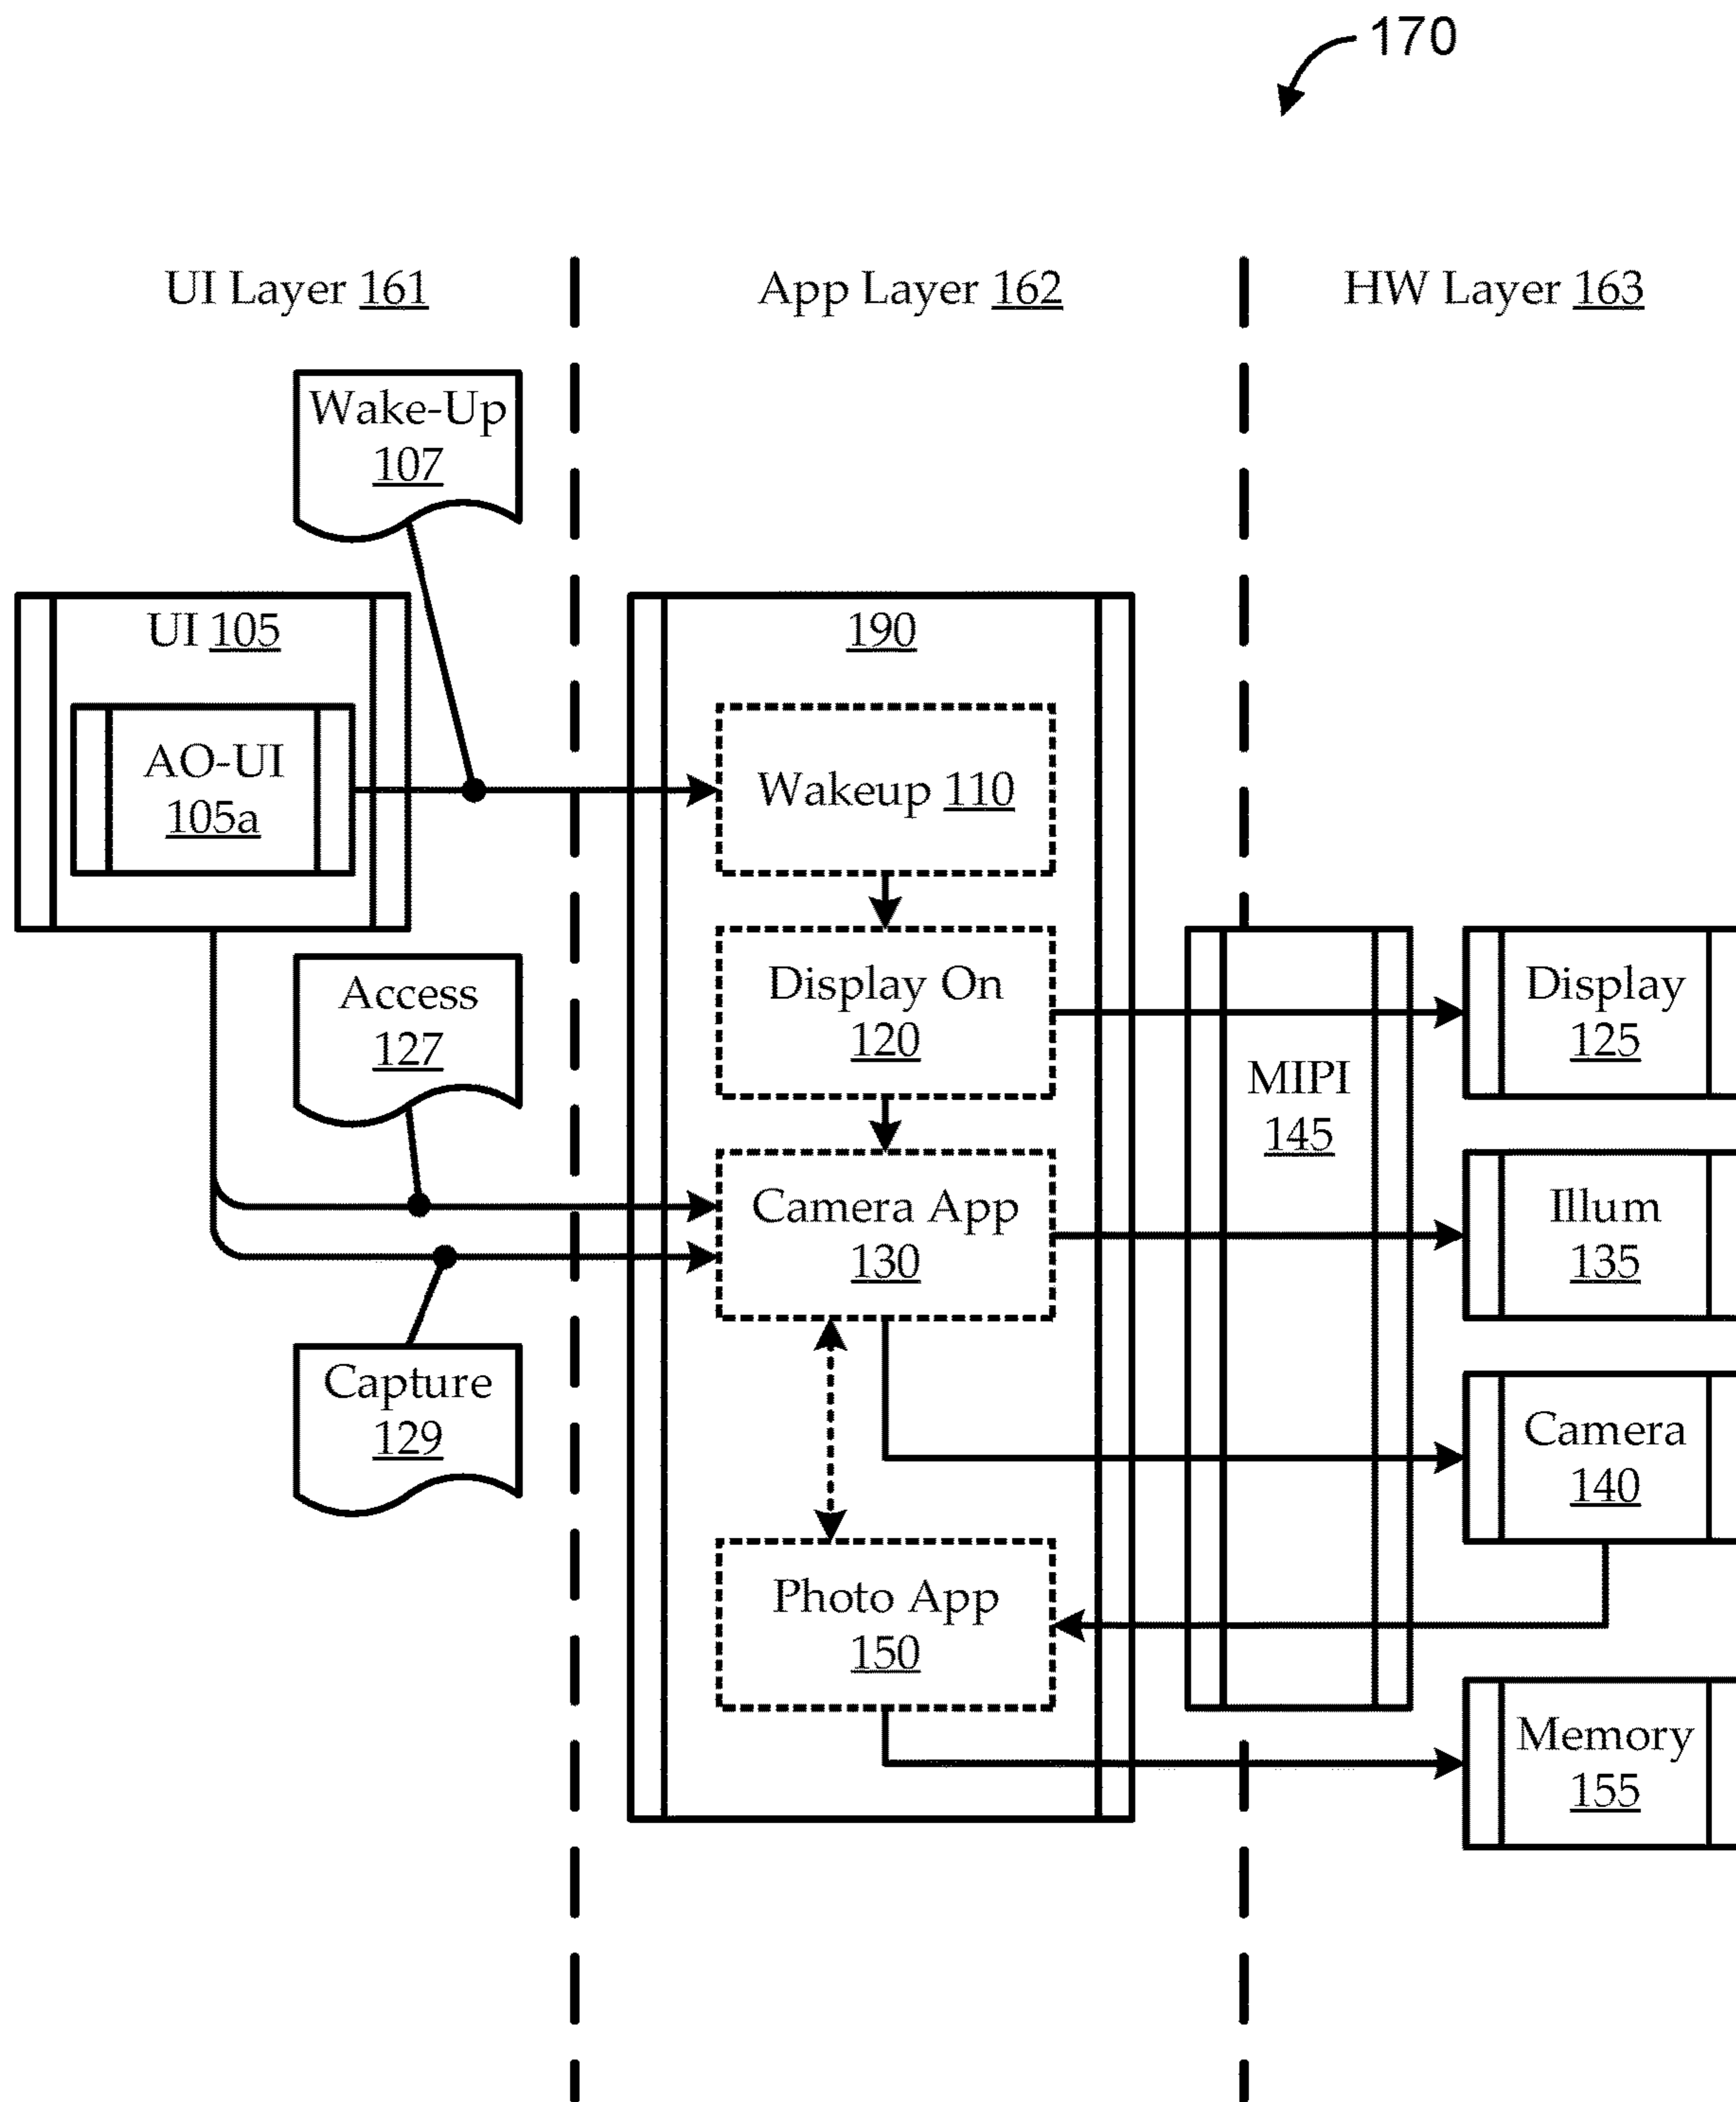 170
UI Layer 161
App Layer 162
HW Layer 163
Wake-Up
107
UI 105
AO-UI
105a
190
Wakeup 110
Access
127
Display On
120
MIPI
145
Display
125
Camera App
130
Illum
135
Capture
129
Camera
140
Photo App
150
Memory
155